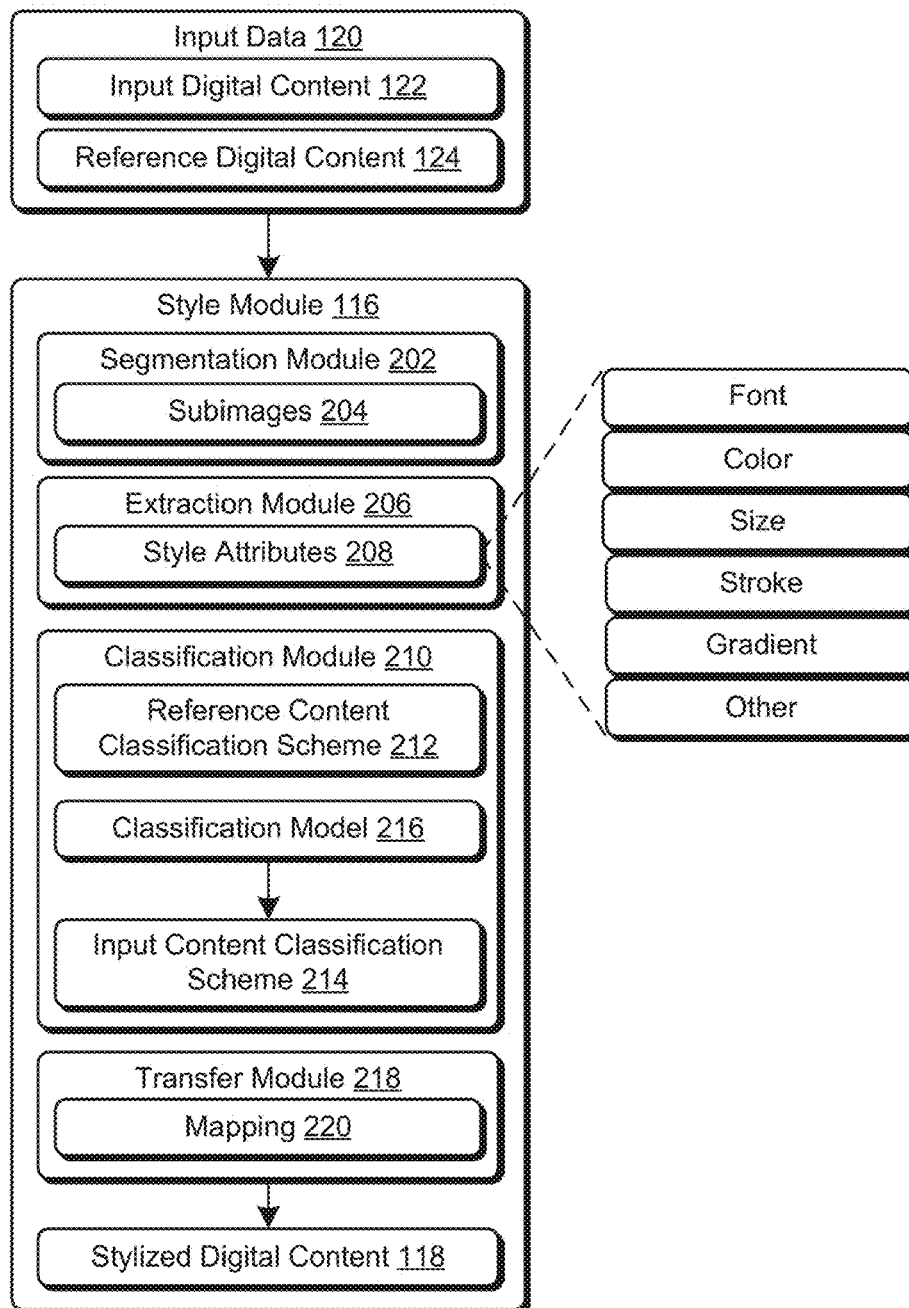 Input Data 120
Input Digital Content 122
Reference Digital Content 124
Style Module 116
Segmentation Module 202
Subimages 204
Extraction Module 206
Style Attributes 208
Font
Color
Size
Stroke
Gradient
Other
Classification Module 210
Reference Content
Classification Scheme 212
Classification Model 216
Input Content Classification
Scheme 214
Transfer Module 218
Mapping 220
Stylized Digital Content 118